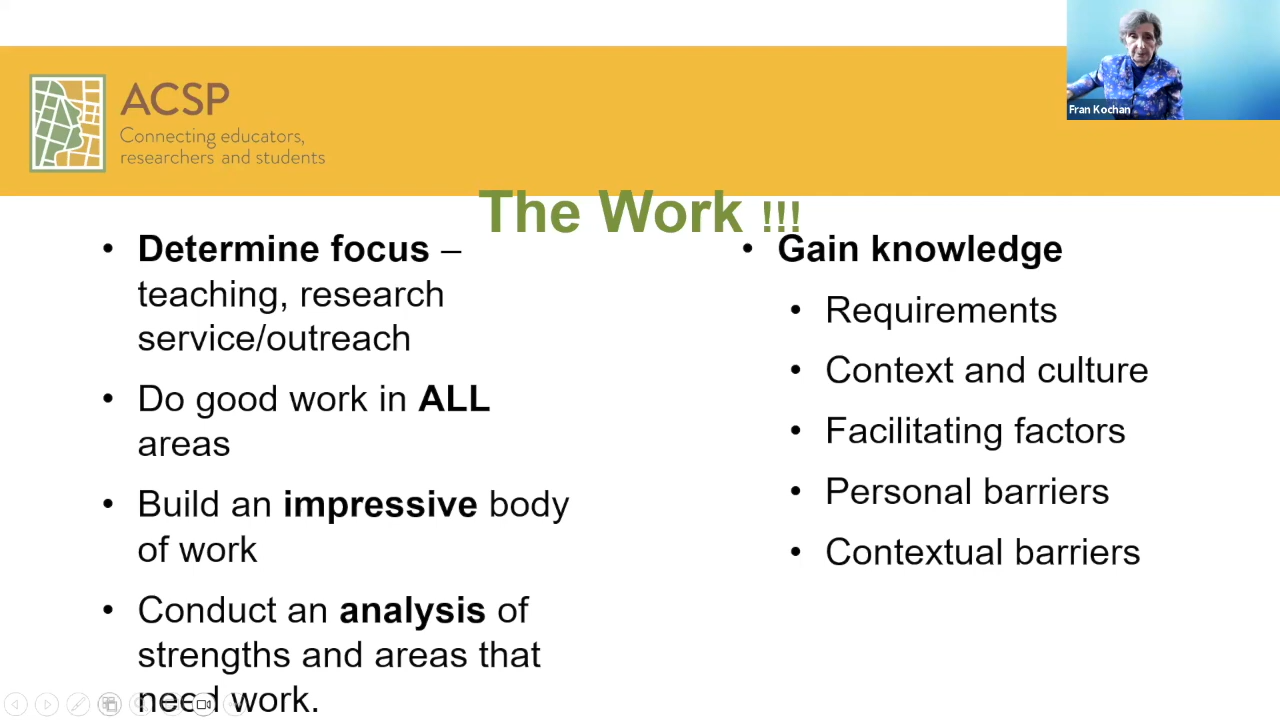 Fran Kochan
ACSP
Connecting educators,
researchers and students
The Work !!!
• Determine focus –
teaching, research
service/outreach
• Do good work in ALL
areas
• Build an impressive body
of work
• Conduct an analysis of
strengths and areas that
need work.
• Gain knowledge
• Requirements
• Context and culture
• Facilitating factors
• Personal barriers
• Contextual barriers